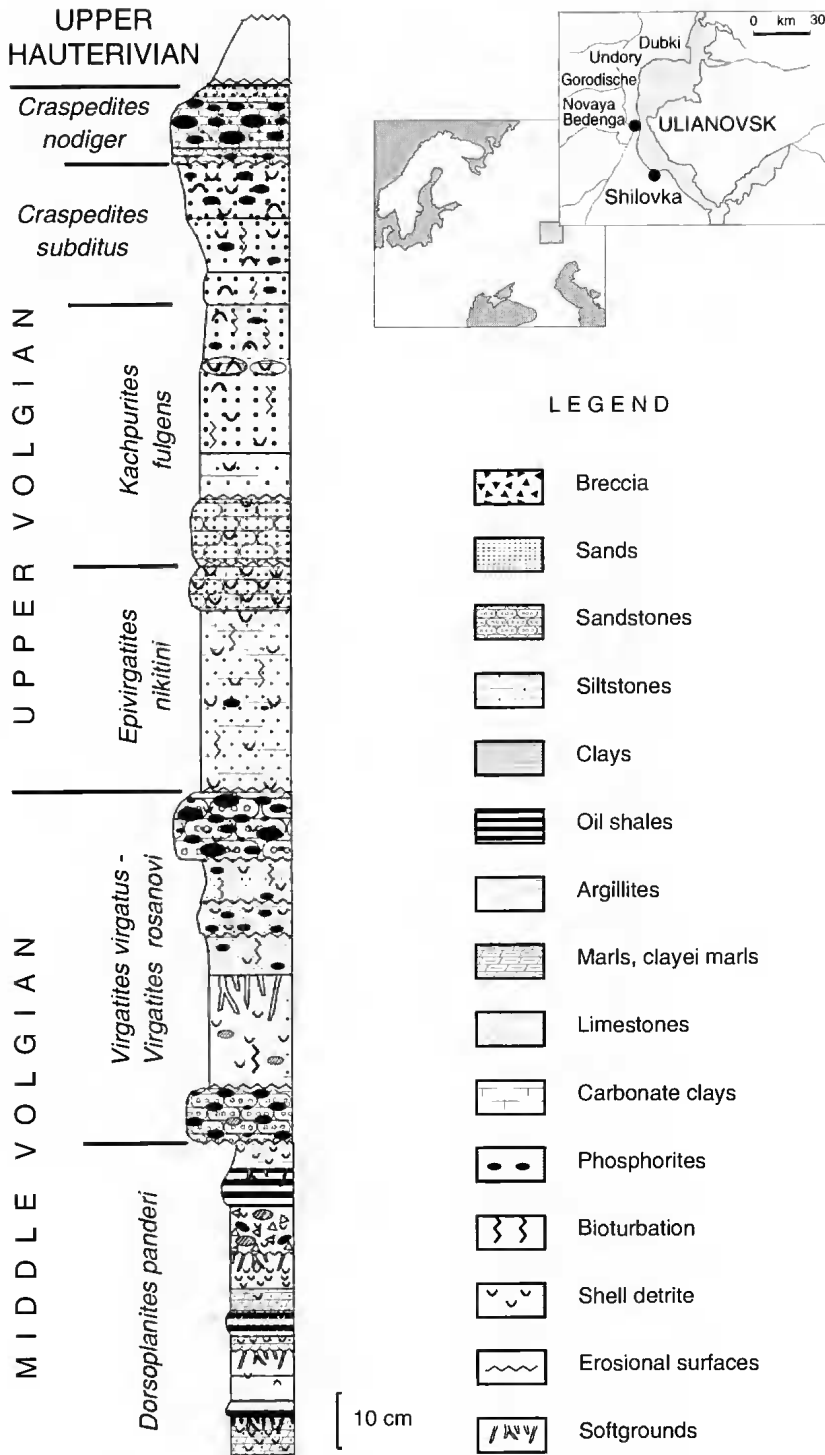 UPPER
HAUTERIVIAN
Craspedites
nodiger
Craspedites
subditus
Kachpurites
fulgens
Epivirgatites
nikitini
Virgatites virgatus -
Virgatites rosanovi
Dorsoplanites panderi
UPPER VOLGIAN
MIDDLE VOLGIAN
10 cm
0 km 30
Dubki
Undory
Gorodische
Novaya
Bedenga
ULIANOVSK
Shilovka
LEGEND
Breccia
Sands
Sandstones
Siltstones
Clays
Oil shales
Argillites
Marls, clayei marls
Limestones
Carbonate clays
Phosphorites
Bioturbation
Shell detrite
Erosional surfaces
Softgrounds